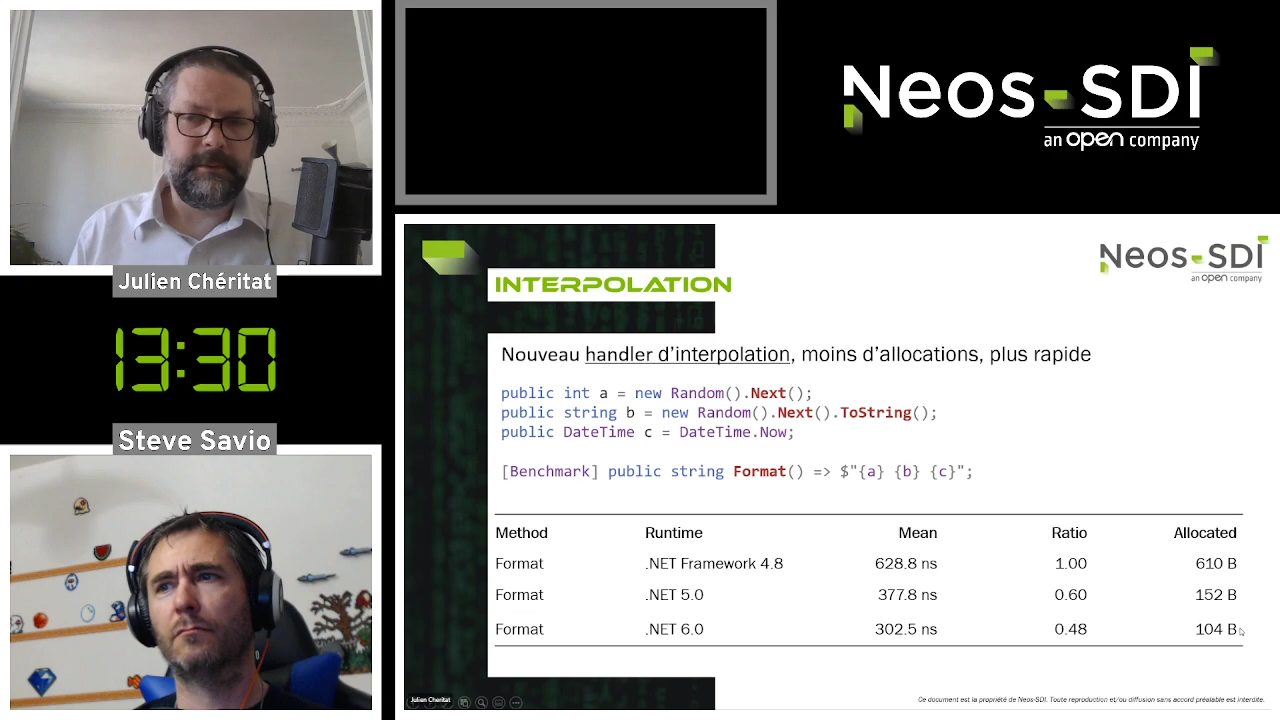 Julien Chéritat
13:30
Steve Savio
Neos-SDI
an open company
Neos-SDI
an open company
INTERPOLATION
Nouveau handler d'interpolation, moins d'allocations, plus rapide
public int a = new Random().Next();
public string b = new Random().Next().ToString();
public DateTime c = DateTime.Now;
[Benchmark] public string Format() => $"{a} {b} {c}";
Method Runtime Mean Ratio Allocated
Format .NET Framework 4.8 628.8 ns 1.00 610 B
Format .NET 5.0 377.8 ns 0.60 152 B
Format .NET 6.0 302.5 ns 0.48 104 B
Julien Cheritat
Ce document est la propriété de Neos-SDI. Toute reproduction et/ou diffusion sans accord préalable est interdite.